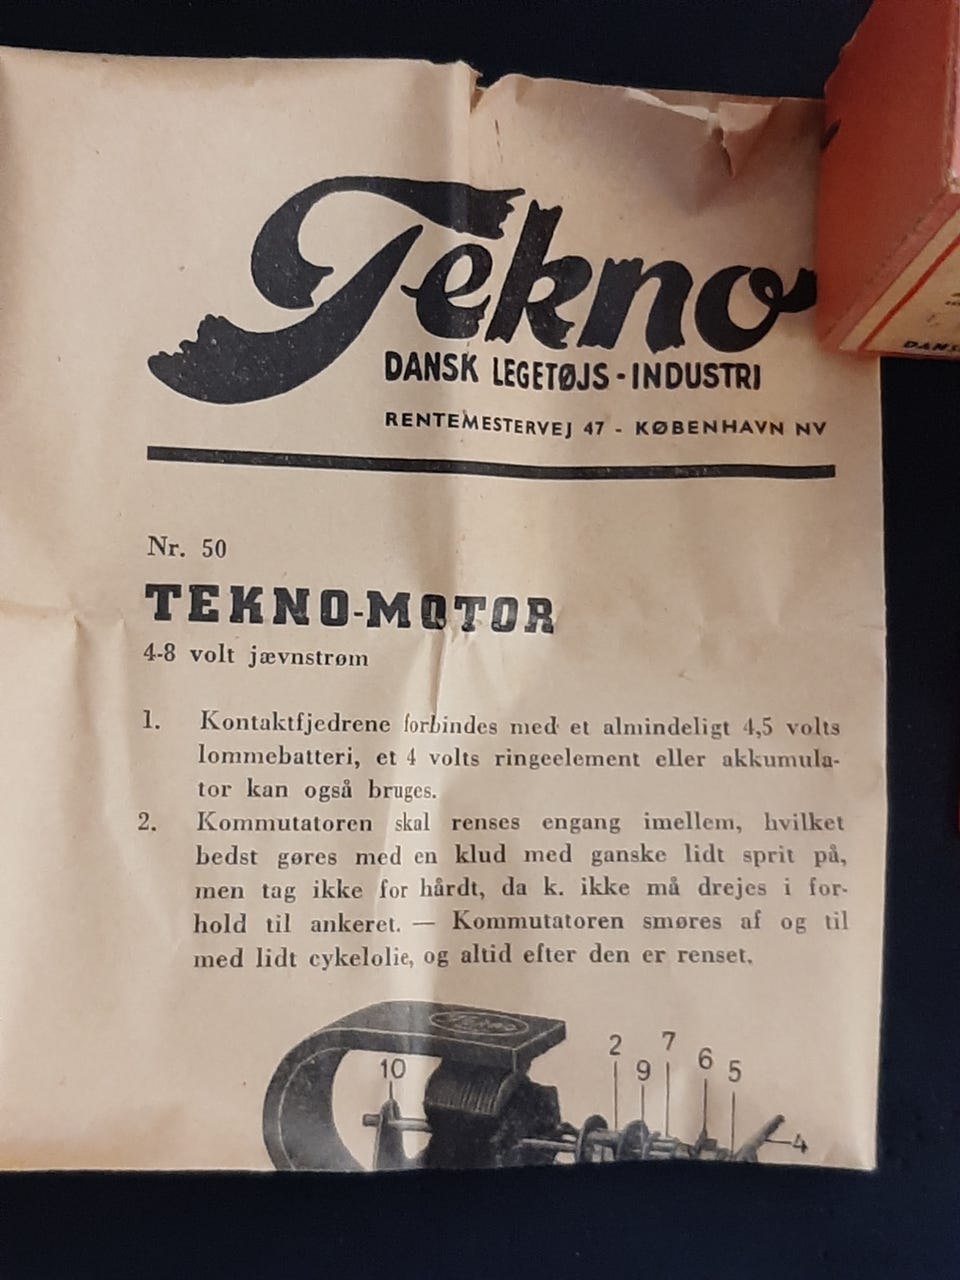 Tekno
DANSK LEGETØJS-INDUSTRI
RENTEMESTERVEJ 47 - KØBENHAVN NV
DANS
Nr. 50
TEKNO-MOTOR
4-8 volt jævnstrøm
1. Kontaktfjedrene forbindes med et almindeligt 4,5 volts
lommebatteri, et 4 volts ringeelement eller akkumula-
tor kan også bruges.
2. Kommutatoren skal renses engang imellem, hvilket
bedst gøres med en klud med ganske lidt sprit på,
men tag ikke for hårdt, da k. ikke må drejes i for-
hold til ankeret. — Kommutatoren smøres af og til
med lidt cykelolie, og altid efter den er renset.
Tekno
10 2 9 7 6 5
4